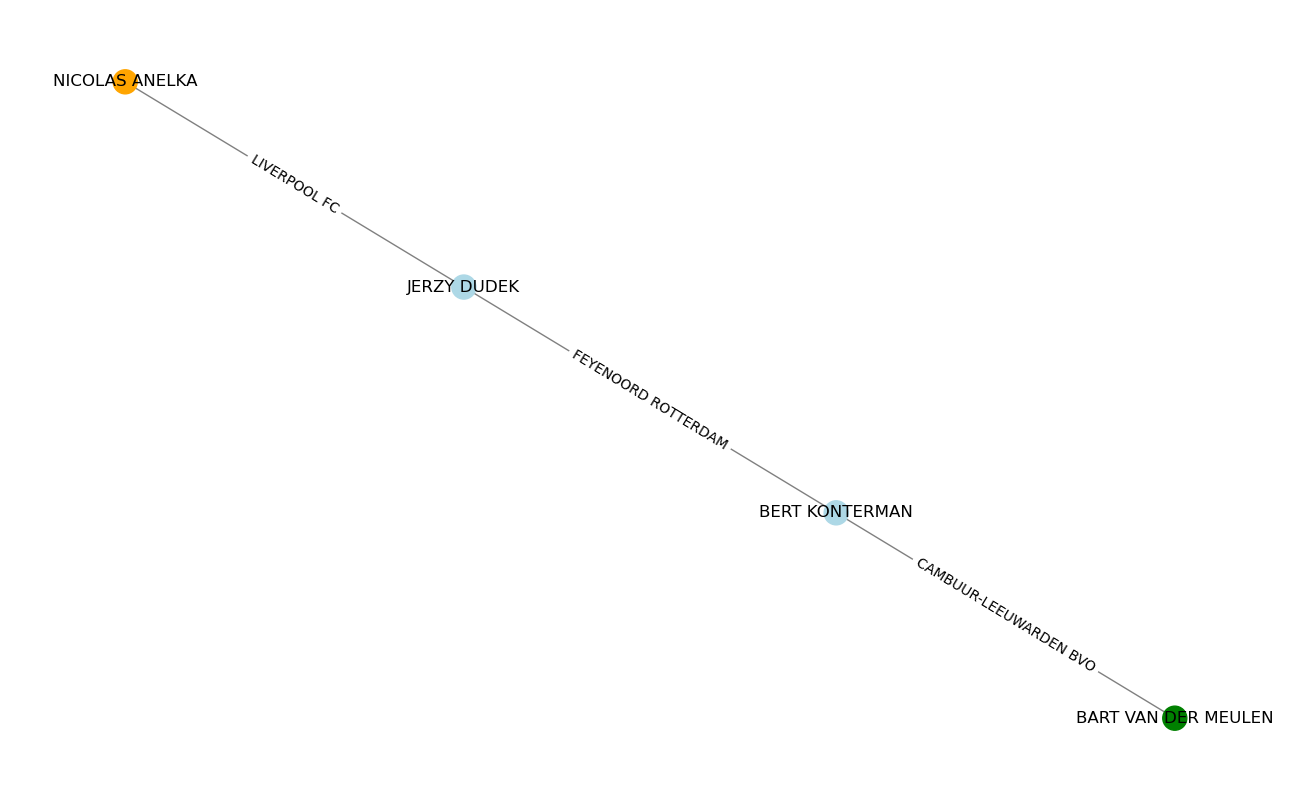 NICOLAS ANELKA
LIVERPOOL FC
JERZY DUDEK
FEYENOORD ROTTERDAM
BERT KONTERMAN
CAMBUUR-LEEUWARDEN BVO
BART VAN DER MEULEN